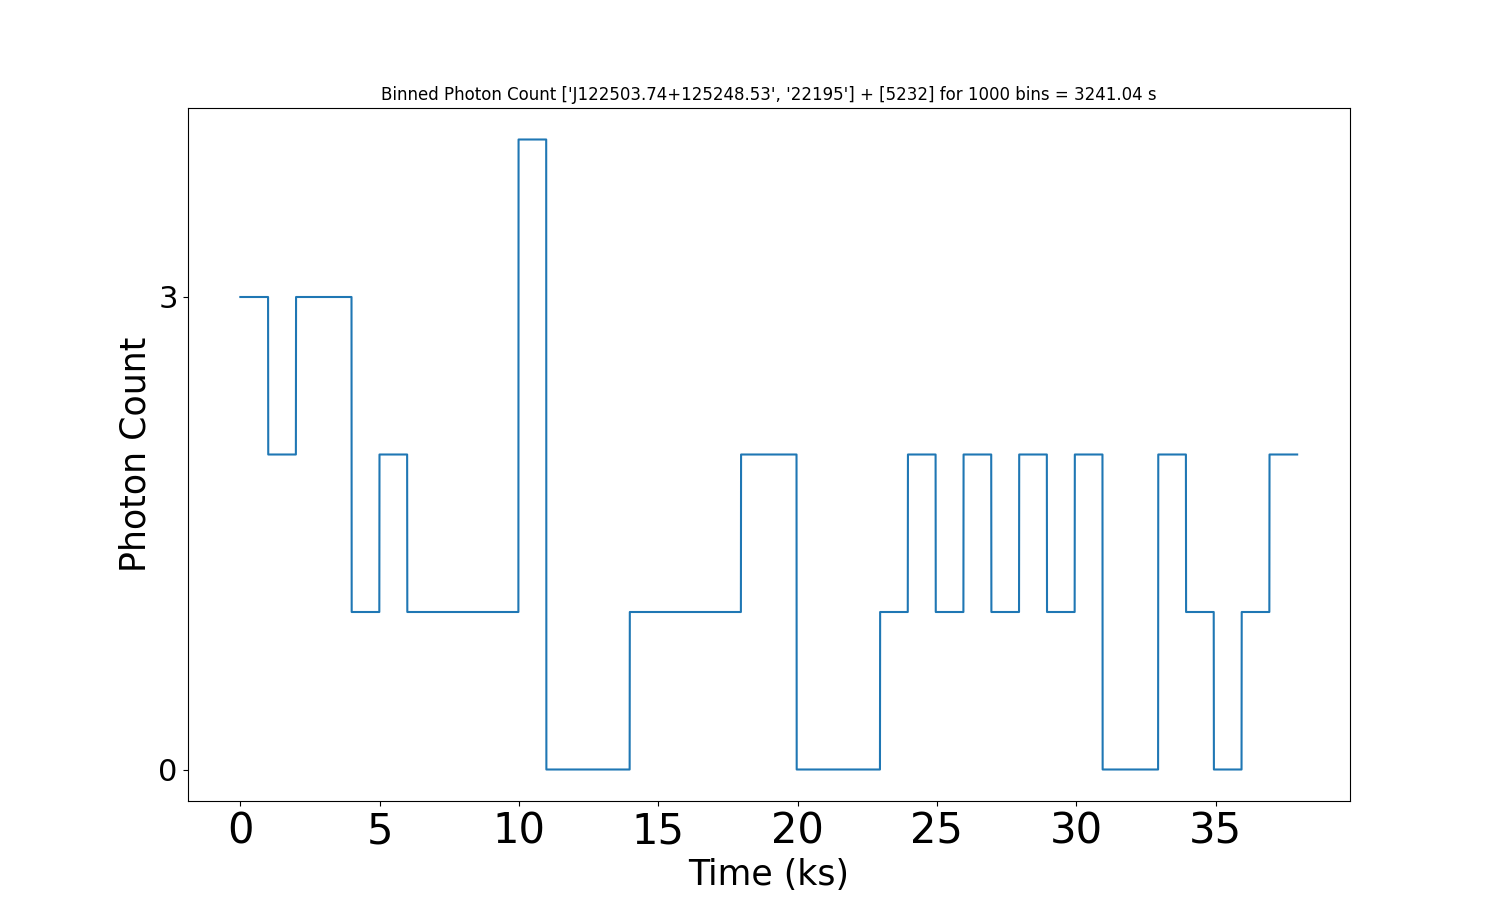 Binned Photon Count ['J122503.74+125248.53', '22195'] + [5232] for 1000 bins = 3241.04 s
Photon Count
3
0
0 5 10 15 20 25 30 35
Time (ks)